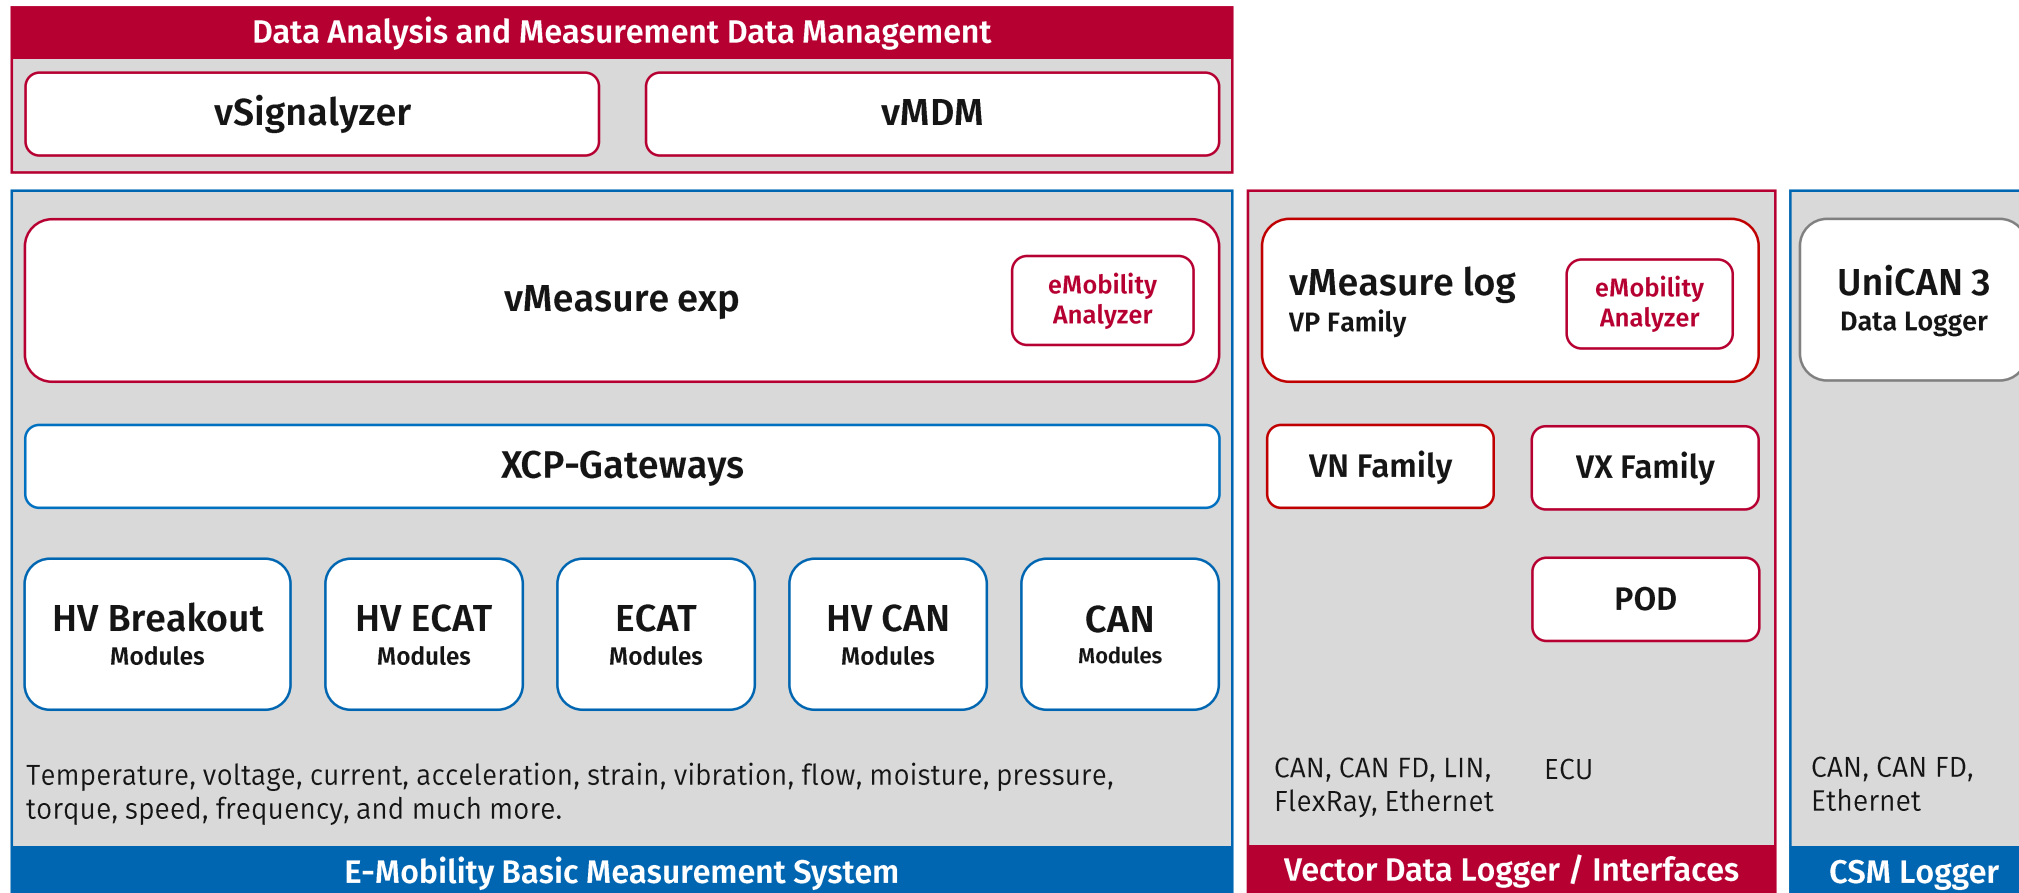 Data Analysis and Measurement Data Management
vSignalyzer
vMDM
vMeasure exp
eMobility
Analyzer
XCP-Gateways
HV Breakout
Modules
HV ECAT
Modules
ECAT
Modules
HV CAN
Modules
CAN
Modules
Temperature, voltage, current, acceleration, strain, vibration, flow, moisture, pressure,
torque, speed, frequency, and much more.
E-Mobility Basic Measurement System
vMeasure log
VP Family
eMobility
Analyzer
VN Family
VX Family
POD
CAN, CAN FD, LIN,
FlexRay, Ethernet
ECU
Vector Data Logger / Interfaces
UniCAN 3
Data Logger
CAN, CAN FD,
Ethernet
CSM Logger